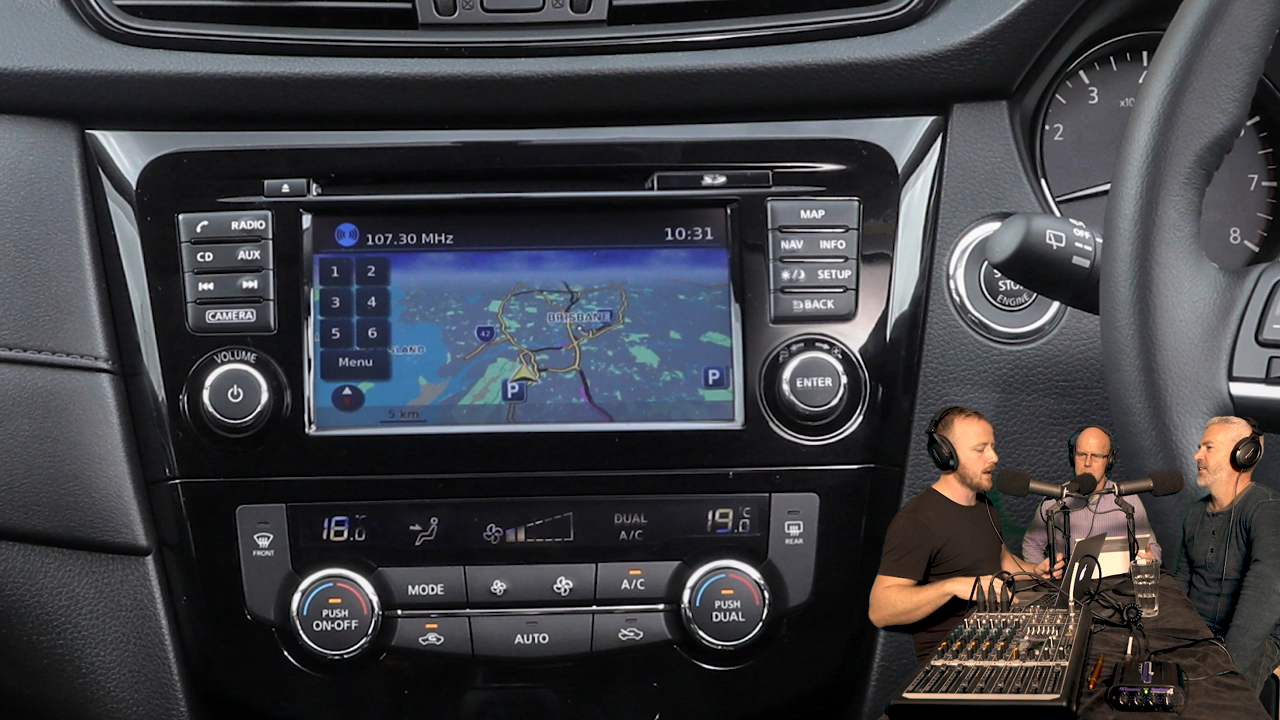 RADIO
CD AUX
CAMERA
VOLUME
107.30 MHz
10:31
1 2
3 4
5 6
Menu
5 km
42
BRISBANE
P
P
MAP
NAV INFO
SETUP
BACK
ENTER
2
3
4
7
8
OFF
ENGINE
FRONT
18.0 °C
DUAL
A/C
19.0 °C
REAR
PUSH
ON-OFF
MODE
A/C
AUTO
PUSH
DUAL